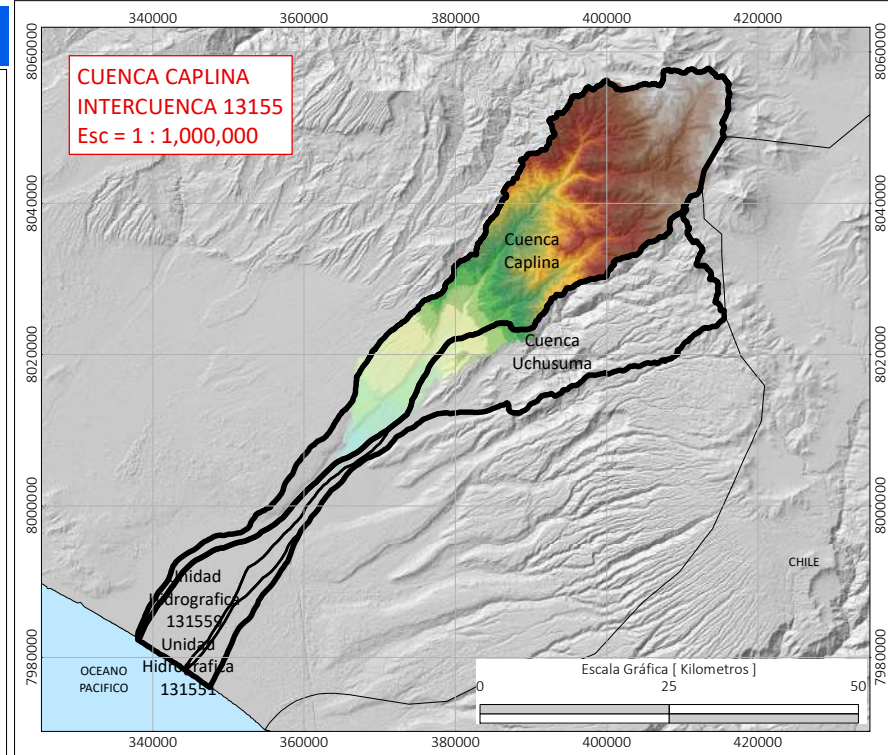 340000 360000 380000 400000 420000
8060000 8060000
CUENCA CAPLINA
INTERCUENCA 13155
Esc = 1 : 1,000,000
8040000 8040000
Cuenca
Caplina
8020000 8020000
Cuenca
Uchusuma
8000000 8000000
CHILE
Unidad
Hidrografica
131559
Unidad
Hidrografica
131551
7980000 7980000
OCEANO
PACIFICO
Escala Gráfica [ Kilometros ]
0 25 50
340000 360000 380000 400000 420000